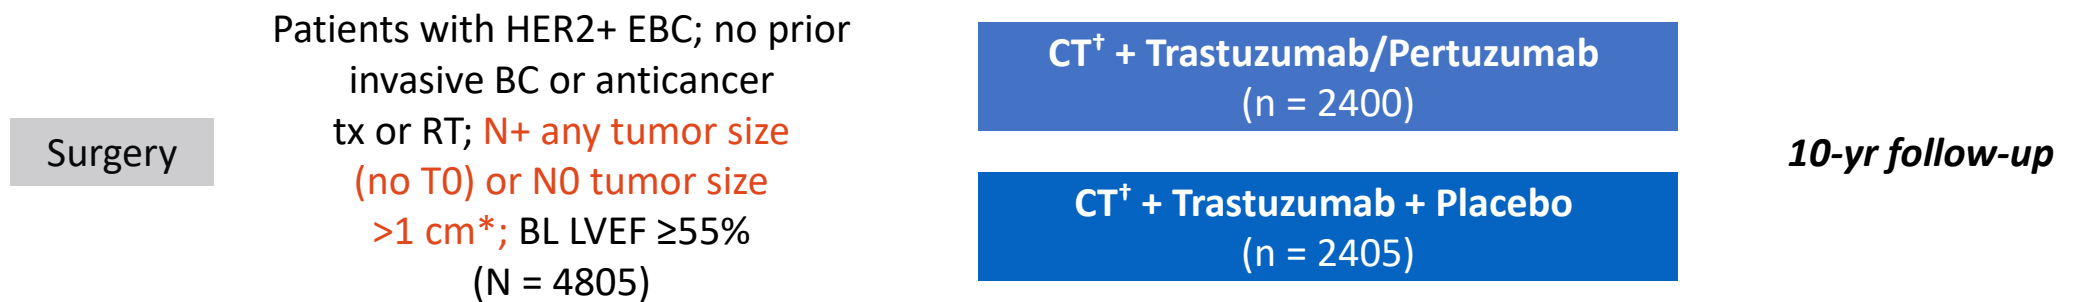 Surgery
Patients with HER2+ EBC; no prior
invasive BC or anticancer
tx or RT; N+ any tumor size
(no T0) or N0 tumor size
>1 cm*; BL LVEF ≥55%
(N = 4805)
CT† + Trastuzumab/Pertuzumab
(n = 2400)
CT† + Trastuzumab + Placebo
(n = 2405)
10-yr follow-up